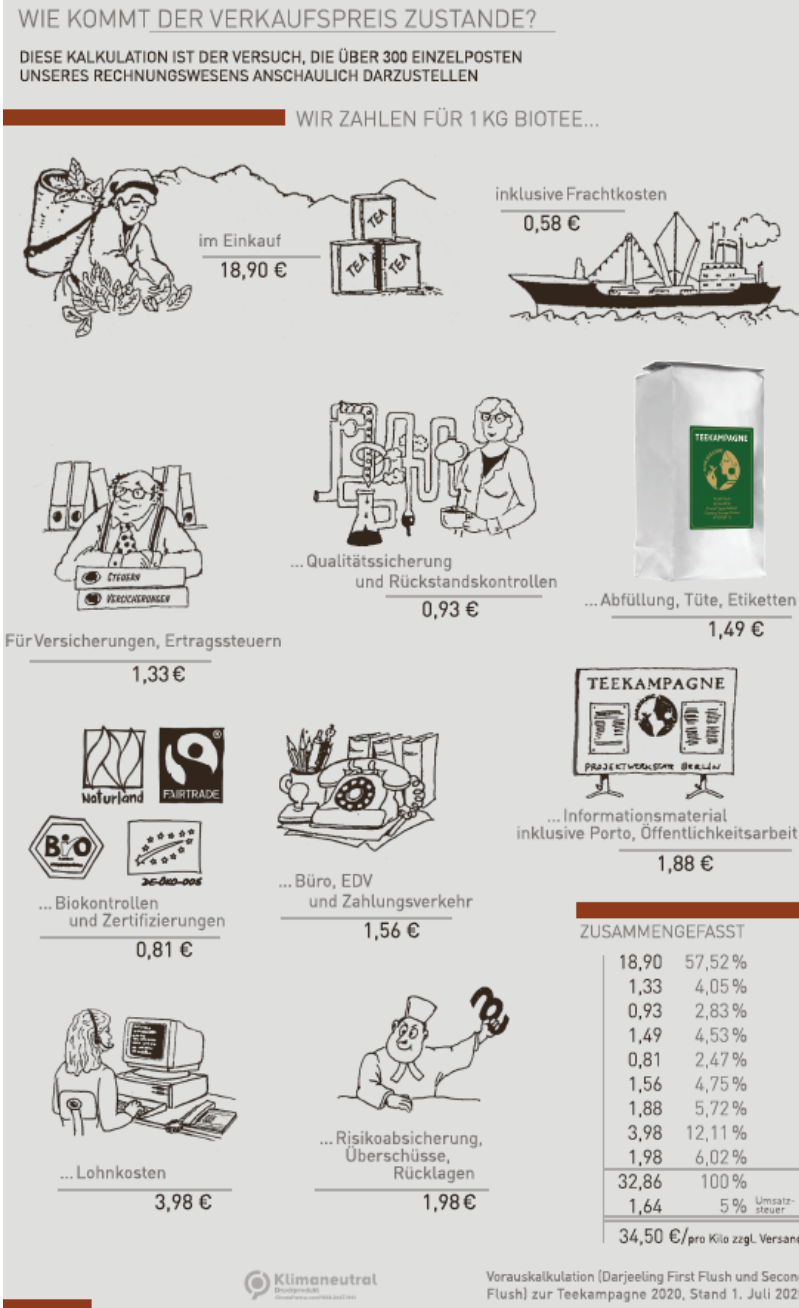 WIE KOMMT DER VERKAUFSPREIS ZUSTANDE?
DIESE KALKULATION IST DER VERSUCH, DIE ÜBER 300 EINZELPOSTEN
UNSERES RECHNUNGSWESENS ANSCHAULICH DARZUSTELLEN
WIR ZAHLEN FÜR 1 KG BIOTEE...
im Einkauf
18,90 €
TEA
TEA
TEA
inklusive Frachtkosten
0,58 €
STEUERN
VERSICHERUNGEN
Für Versicherungen, Ertragssteuern
1,33 €
... Qualitätssicherung
und Rückstandskontrollen
0,93 €
TEEKAMPAGNE
... Abfüllung, Tüte, Etiketten
1,49 €
Naturland
FAIRTRADE
Bio
DE-ÖKO-005
... Biokontrollen
und Zertifizierungen
0,81 €
... Büro, EDV
und Zahlungsverkehr
1,56 €
TEEKAMPAGNE
PROJEKTWERKSTATT BERLIN
... Informationsmaterial
inklusive Porto, Öffentlichkeitsarbeit
1,88 €
... Lohnkosten
3,98 €
... Risikoabsicherung,
Überschüsse,
Rücklagen
1,98 €
ZUSAMMENGEFASST
18,90 57,52 %
1,33 4,05 %
0,93 2,83 %
1,49 4,53 %
0,81 2,47 %
1,56 4,75 %
1,88 5,72 %
3,98 12,11 %
1,98 6,02 %
32,86 100 %
1,64 5 % Umsatz-
steuer
34,50 €/pro Kilo zzgl. Versand
Klimaneutral
Druckprodukt
Vorauskalkulation (Darjeeling First Flush und Second
Flush) zur Teekampagne 2020, Stand 1. Juli 202